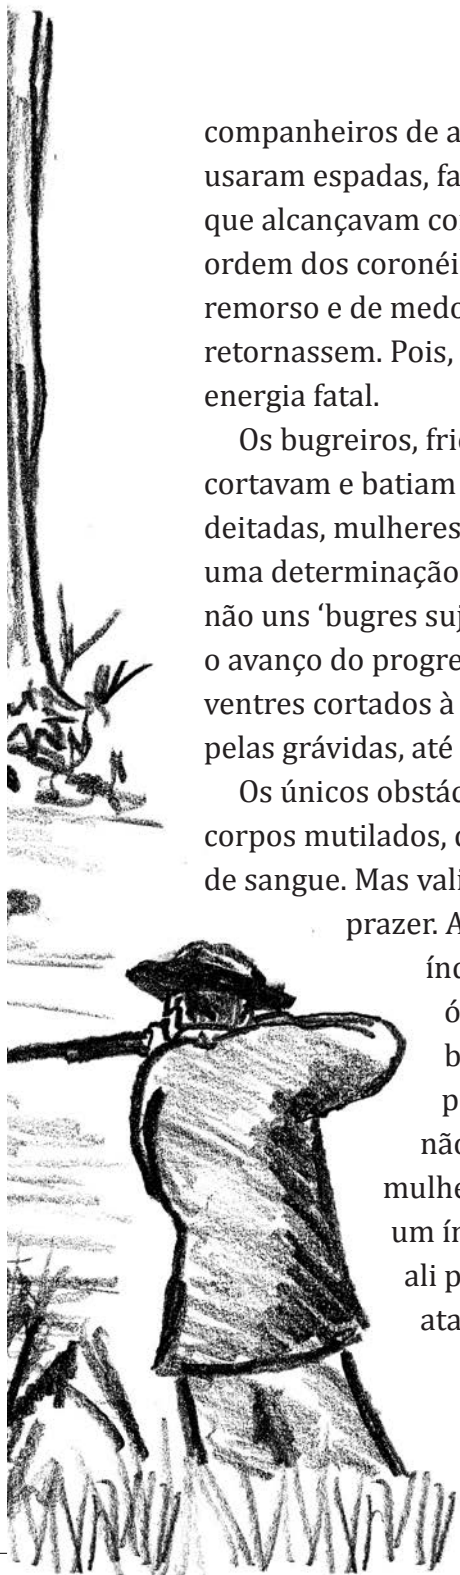 companheiros de a
usaram espadas, fa
que alcançavam co
ordem dos coronéi
remorso e de medo
retornassem. Pois,
energia fatal.
Os bugreiros, fri
cortavam e batiam
deitadas, mulheres
uma determinação
não uns ‘bugres suj
o avanço do progre
ventres cortados à
pelas grávidas, até
Os únicos obstác
corpos mutilados, d
de sangue. Mas vali
prazer. A
índ
ó
b
p
não
mulhe
um ín
ali p
ata